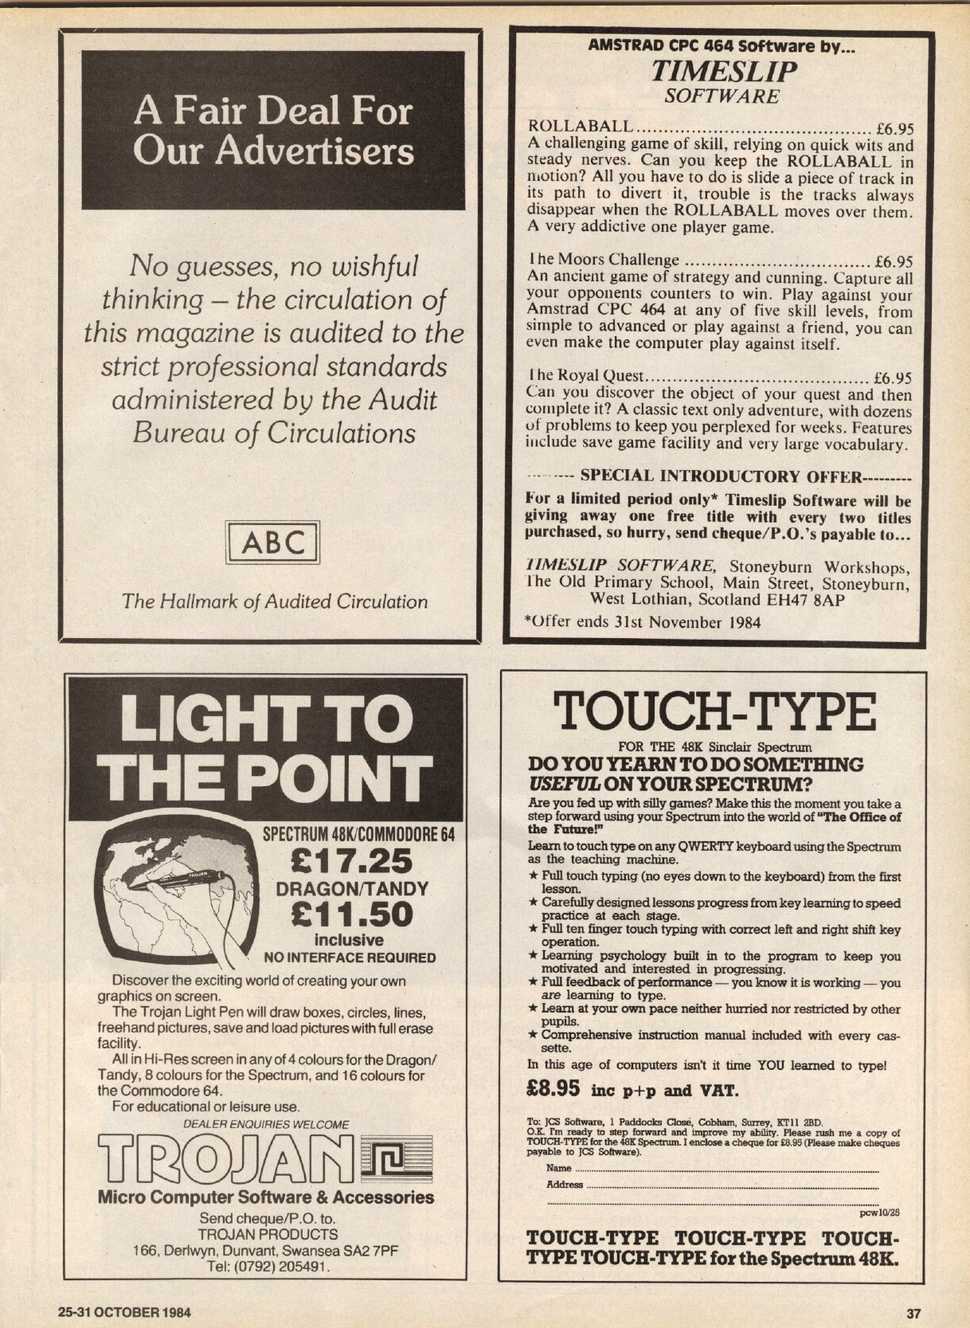 A Fair Deal For
Our Advertisers
No guesses, no wishful
thinking – the circulation of
this magazine is audited to the
strict professional standards
administered by the Audit
Bureau of Circulations
ABC
The Hallmark of Audited Circulation
AMSTRAD CPC 464 Software by...
TIMESLIP
SOFTWARE
ROLLABALL........................................... £6.95
A challenging game of skill, relying on quick wits and
steady nerves. Can you keep the ROLLABALL in
motion? All you have to do is slide a piece of track in
its path to divert it, trouble is the tracks always
disappear when the ROLLABALL moves over them.
A very addictive one player game.
The Moors Challenge .................................. £6.95
An ancient game of strategy and cunning. Capture all
your opponents counters to win. Play against your
Amstrad CPC 464 at any of five skill levels, from
simple to advanced or play against a friend, you can
even make the computer play against itself.
The Royal Quest......................................... £6.95
Can you discover the object of your quest and then
complete it? A classic text only adventure, with dozens
of problems to keep you perplexed for weeks. Features
include save game facility and very large vocabulary.
--------- SPECIAL INTRODUCTORY OFFER---------
For a limited period only* Timeslip Software will be
giving away one free title with every two titles
purchased, so hurry, send cheque/P.O.'s payable to...
TIMESLIP SOFTWARE, Stoneyburn Workshops,
The Old Primary School, Main Street, Stoneyburn,
West Lothian, Scotland EH47 8AP
*Offer ends 31st November 1984
LIGHT TO
THE POINT
TROJAN
SPECTRUM 48K/COMMODORE 64
£17.25
DRAGON/TANDY
£11.50
inclusive
NO INTERFACE REQUIRED
Discover the exciting world of creating your own
graphics on screen.
The Trojan Light Pen will draw boxes, circles, lines,
freehand pictures, save and load pictures with full erase
facility.
All in Hi-Res screen in any of 4 colours for the Dragon/
Tandy, 8 colours for the Spectrum, and 16 colours for
the Commodore 64.
For educational or leisure use.
DEALER ENQUIRIES WELCOME
TROJAN
Micro Computer Software & Accessories
Send cheque/P.O. to.
TROJAN PRODUCTS
166, Derlwyn, Dunvant, Swansea SA2 7PF
Tel: (0792) 205491.
TOUCH-TYPE
FOR THE 48K Sinclair Spectrum
DO YOU YEARN TO DO SOMETHING
USEFUL ON YOUR SPECTRUM?
Are you fed up with silly games? Make this the moment you take a
step forward using your Spectrum into the world of "The Office of
the Future!"
Learn to touch type on any QWERTY keyboard using the Spectrum
as the teaching machine.
★ Full touch typing (no eyes down to the keyboard) from the first
lesson.
★ Carefully designed lessons progress from key learning to speed
practice at each stage.
★ Full ten finger touch typing with correct left and right shift key
operation.
★ Learning psychology built in to the program to keep you
motivated and interested in progressing.
★ Full feedback of performance — you know it is working — you
are learning to type.
★ Learn at your own pace neither hurried nor restricted by other
pupils.
★ Comprehensive instruction manual included with every cas-
sette.
In this age of computers isn't it time YOU learned to type!
£8.95 inc p+p and VAT.
To: JCS Software, 1 Paddocks Close, Cobham, Surrey, KT11 2BD.
O.K. I'm ready to step forward and improve my ability. Please rush me a copy of
TOUCH-TYPE for the 48K Spectrum. I enclose a cheque for £8.95 (Please make cheques
payable to JCS Software).
Name ..........................................................................
Address .......................................................................
pcw10/25
TOUCH-TYPE TOUCH-TYPE TOUCH-
TYPE TOUCH-TYPE for the Spectrum 48K.
25-31 OCTOBER 1984
37